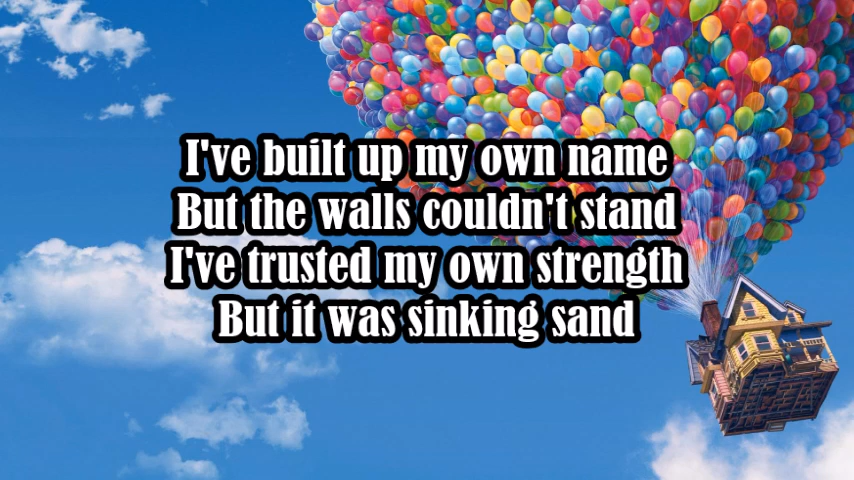 I've built up my own name
But the walls couldn't stand
I've trusted my own strength
But it was sinking sand